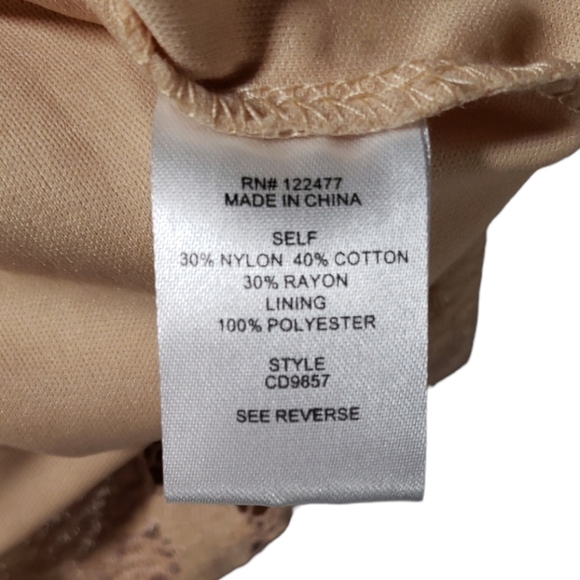 RN# 122477
MADE IN CHINA
SELF
30% NYLON 40% COTTON
30% RAYON
LINING
100% POLYESTER
STYLE
CD9857
SEE REVERSE